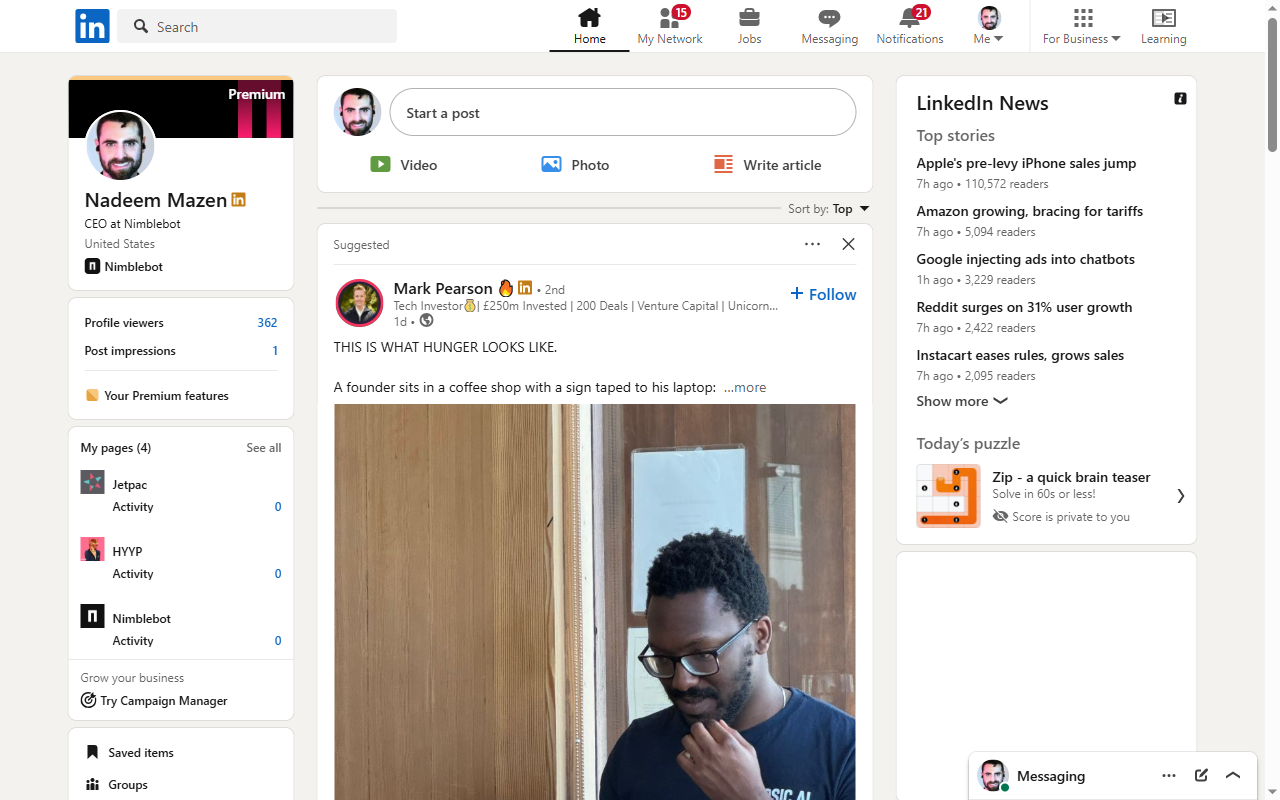 in
Search
Home
15
My Network
Jobs
Messaging
21
Notifications
Me
For Business
Learning
Premium
Nadeem Mazen in
CEO at Nimblebot
United States
Nimblebot
Profile viewers 362
Post impressions 1
Your Premium features
My pages (4) See all
Jetpac
Activity 0
HYYP
Activity 0
Nimblebot
Activity 0
Grow your business
Try Campaign Manager
Saved items
Groups
Start a post
Video Photo Write article
Sort by: Top
Suggested
Mark Pearson 🔥 in • 2nd
Tech Investor💰| £250m Invested | 200 Deals | Venture Capital | Unicorn...
1d •
+ Follow
THIS IS WHAT HUNGER LOOKS LIKE.
A founder sits in a coffee shop with a sign taped to his laptop: ...more
LinkedIn News
Top stories
Apple's pre-levy iPhone sales jump
7h ago • 110,572 readers
Amazon growing, bracing for tariffs
7h ago • 5,094 readers
Google injecting ads into chatbots
1h ago • 3,229 readers
Reddit surges on 31% user growth
7h ago • 2,422 readers
Instacart eases rules, grows sales
7h ago • 2,095 readers
Show more
Today's puzzle
Zip - a quick brain teaser
Solve in 60s or less!
Score is private to you
Messaging